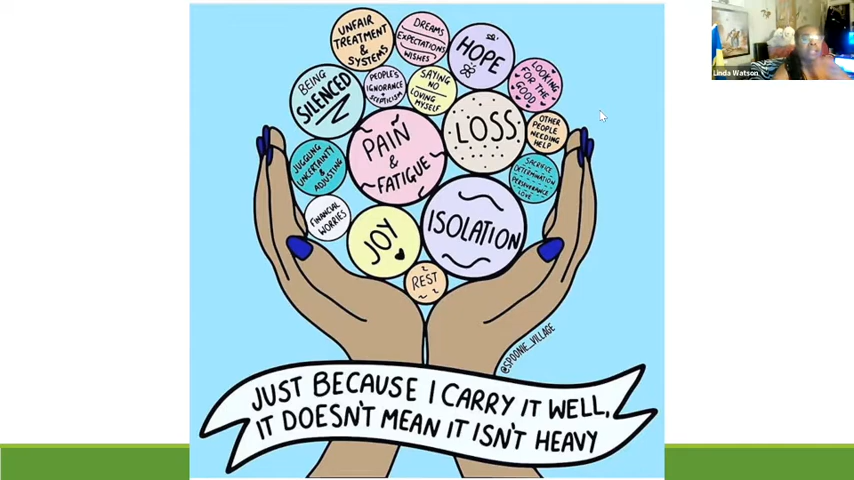 UNFAIR
TREATMENT
&
SYSTEMS
DREAMS
EXPECTATIONS
WISHES
HOPE
LOOKING
FOR THE
GOOD
BEING
SILENCED
PEOPLE'S
IGNORANCE
+
SCEPTICISM
SAYING
NO
LOVING
MYSELF
PAIN
&
FATIGUE
LOSS
OTHER
PEOPLE
NEEDING
HELP
JUGGLING
UNCERTAINTY
&
ADJUSTING
SACRIFICE
DETERMINATION
PERSEVERANCE
LOVE
FINANCIAL
WORRIES
JOY
ISOLATION
REST
@SPOONIE_VILLAGE
JUST BECAUSE I CARRY IT WELL,
IT DOESN'T MEAN IT ISN'T HEAVY
Linda Watson